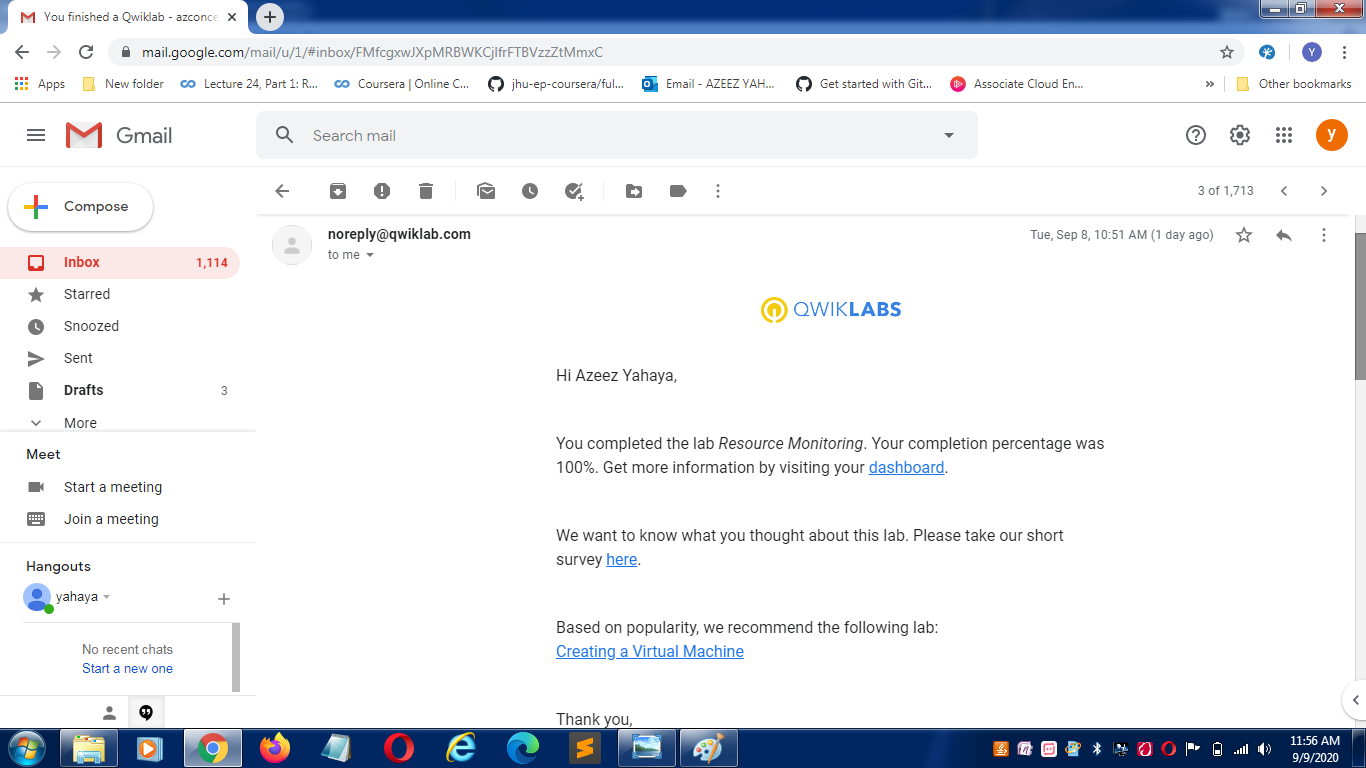 You finished a Qwiklab - azconce
mail.google.com/mail/u/1/#inbox/FMfcgxwJXpMRBWKCjlfrFTBVzzZtMmxC
Y
Apps
New folder
Lecture 24, Part 1: R...
Coursera | Online C...
jhu-ep-coursera/ful...
Email - AZEEZ YAH...
Get started with Git...
Associate Cloud En...
»
Other bookmarks
Gmail
Search mail
y
Compose
3 of 1,713
Inbox 1,114
Starred
Snoozed
Sent
Drafts 3
More
Meet
Start a meeting
Join a meeting
Hangouts
yahaya
No recent chats
Start a new one
noreply@qwiklab.com
Tue, Sep 8, 10:51 AM (1 day ago)
to me
QWIKLABS
Hi Azeez Yahaya,
You completed the lab Resource Monitoring. Your completion percentage was
100%. Get more information by visiting your dashboard.
We want to know what you thought about this lab. Please take our short
survey here.
Based on popularity, we recommend the following lab:
Creating a Virtual Machine
Thank you,
11:56 AM
9/9/2020